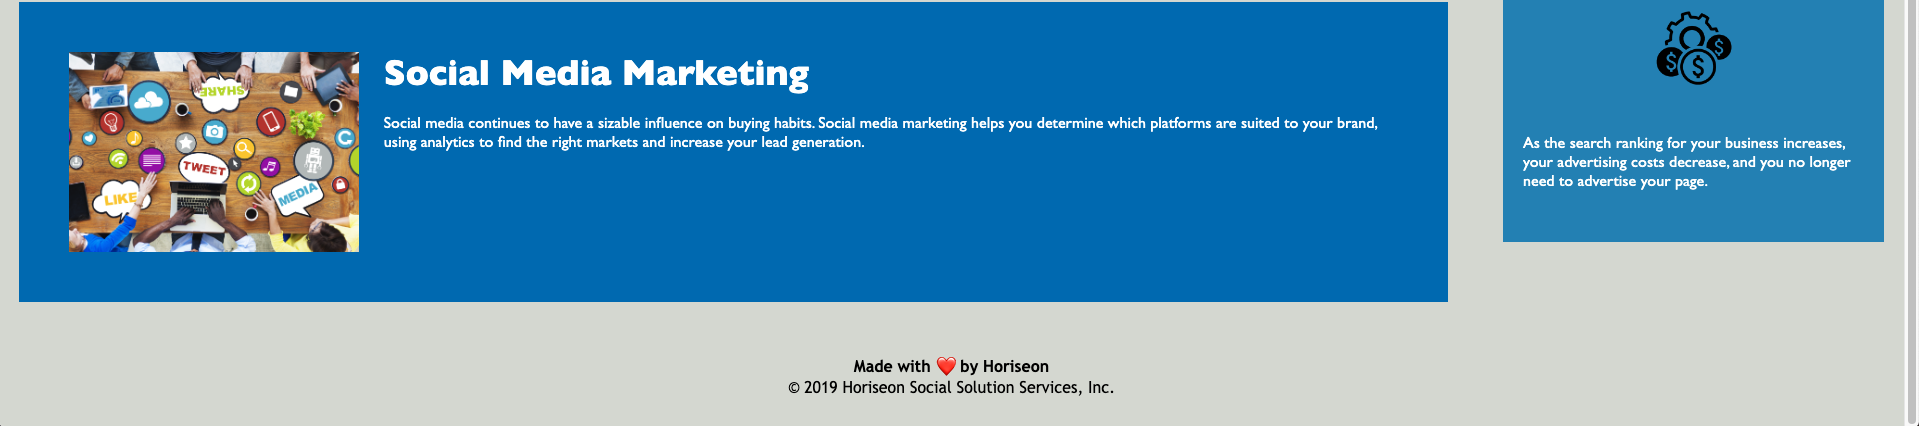 Social Media Marketing
Social media continues to have a sizable influence on buying habits. Social media marketing helps you determine which platforms are suited to your brand,
using analytics to find the right markets and increase your lead generation.
SHARE
TWEET
LIKE
MEDIA
$
$
$
As the search ranking for your business increases,
your advertising costs decrease, and you no longer
need to advertise your page.
Made with ❤️ by Horiseon
© 2019 Horiseon Social Solution Services, Inc.